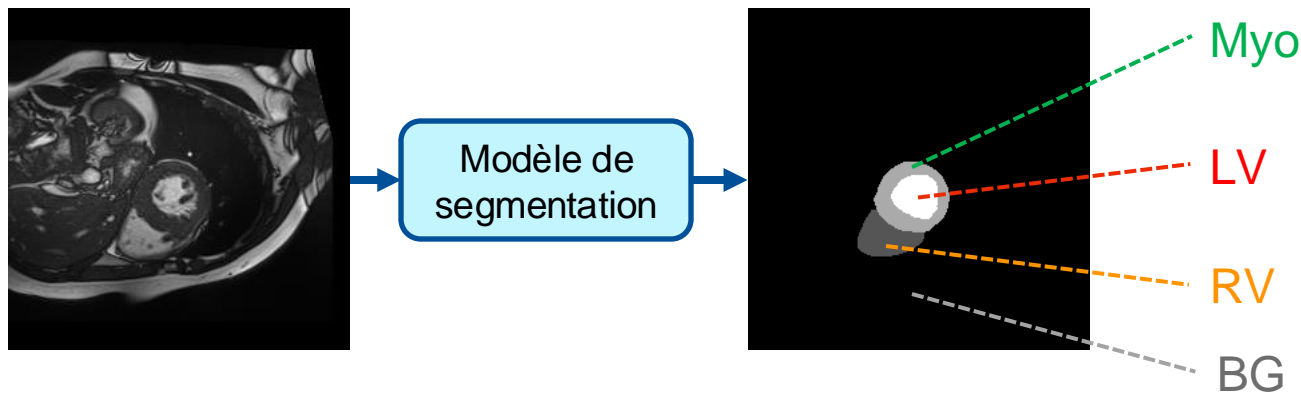 Modèle de
segmentation
Myo
LV
RV
BG